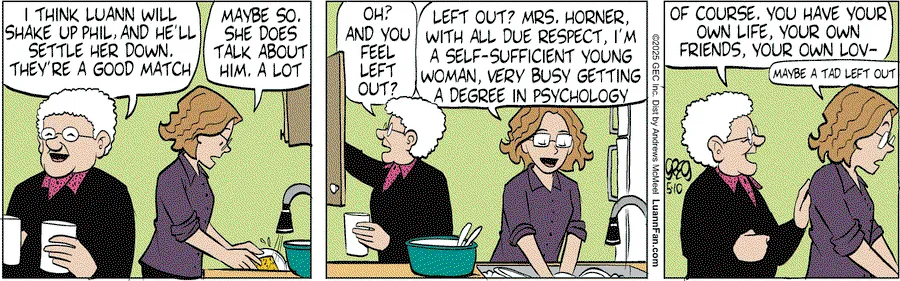 I THINK LUANN WILL
SHAKE UP PHIL, AND HE'LL
SETTLE HER DOWN.
THEY'RE A GOOD MATCH
MAYBE SO.
SHE DOES
TALK ABOUT
HIM. A LOT
OH?
AND YOU
FEEL
LEFT
OUT?
LEFT OUT? MRS. HORNER,
WITH ALL DUE RESPECT, I'M
A SELF-SUFFICIENT YOUNG
WOMAN, VERY BUSY GETTING
A DEGREE IN PSYCHOLOGY
©2025 GEC Inc. Dist by Andrews McMeel LuannFan.com
OF COURSE. YOU HAVE YOUR
OWN LIFE, YOUR OWN
FRIENDS, YOUR OWN LOV-
MAYBE A TAD LEFT OUT
GREG
5-10